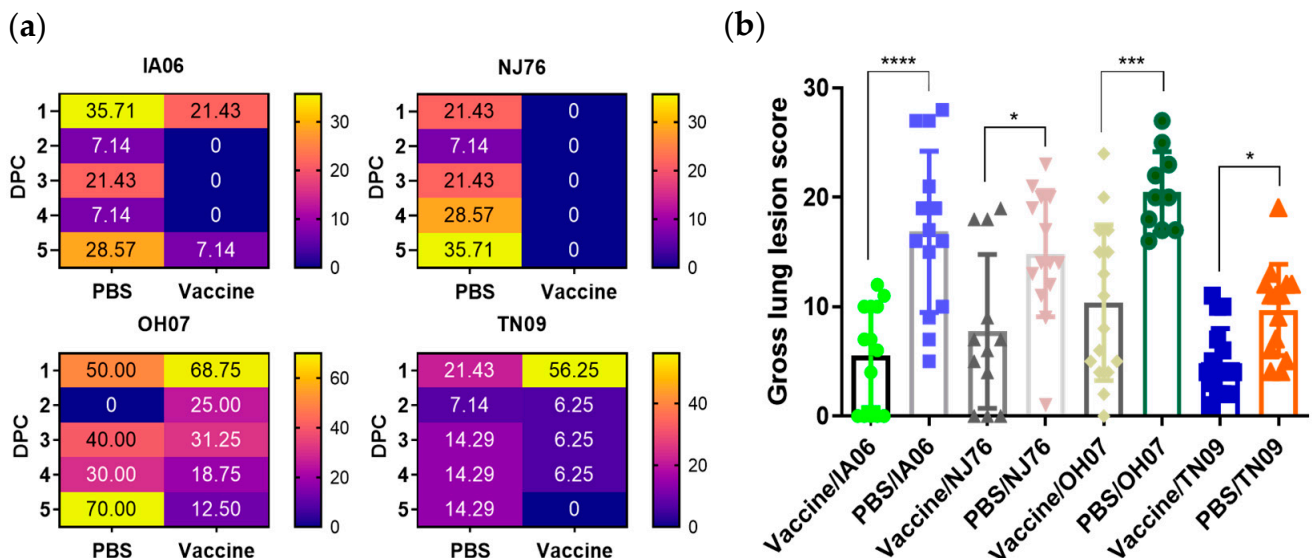 (a)
IA06
DPC
1 35.71 21.43 30
2 7.14 0 20
3 21.43 0
4 7.14 0 10
5 28.57 7.14 0
PBS Vaccine
NJ76
DPC
1 21.43 0 30
2 7.14 0 20
3 21.43 0
4 28.57 0 10
5 35.71 0 0
PBS Vaccine
OH07
DPC
1 50.00 68.75 60
2 0 25.00 40
3 40.00 31.25
4 30.00 18.75 20
5 70.00 12.50 0
PBS Vaccine
TN09
DPC
1 21.43 56.25
2 7.14 6.25 40
3 14.29 6.25
4 14.29 6.25 20
5 14.29 0 0
PBS Vaccine
(b)
Gross lung lesion score
30
20
10
0
**** * *** *
Vaccine/IA06
PBS/IA06
Vaccine/NJ76
PBS/NJ76
Vaccine/OH07
PBS/OH07
Vaccine/TN09
PBS/TN09